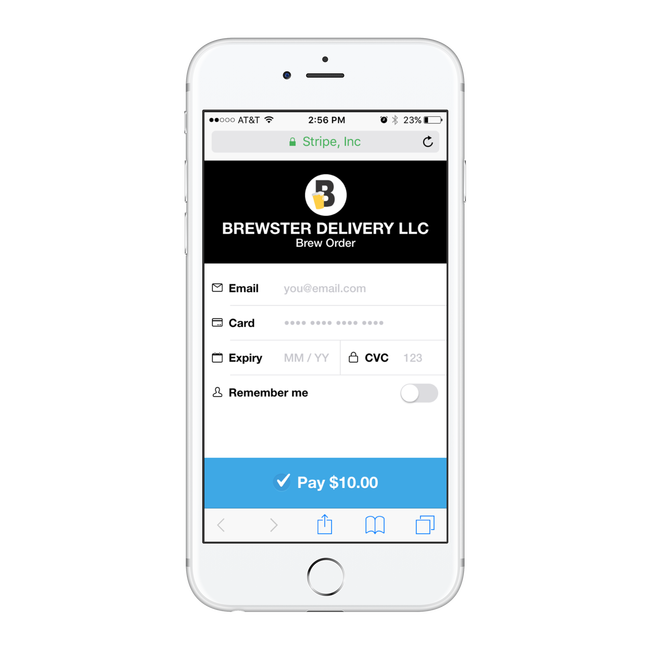 AT&T 2:56 PM 23%
Stripe, Inc
B
BREWSTER DELIVERY LLC
Brew Order
Email you@email.com
Card •••• •••• •••• ••••
Expiry MM / YY CVC 123
Remember me
Pay $10.00